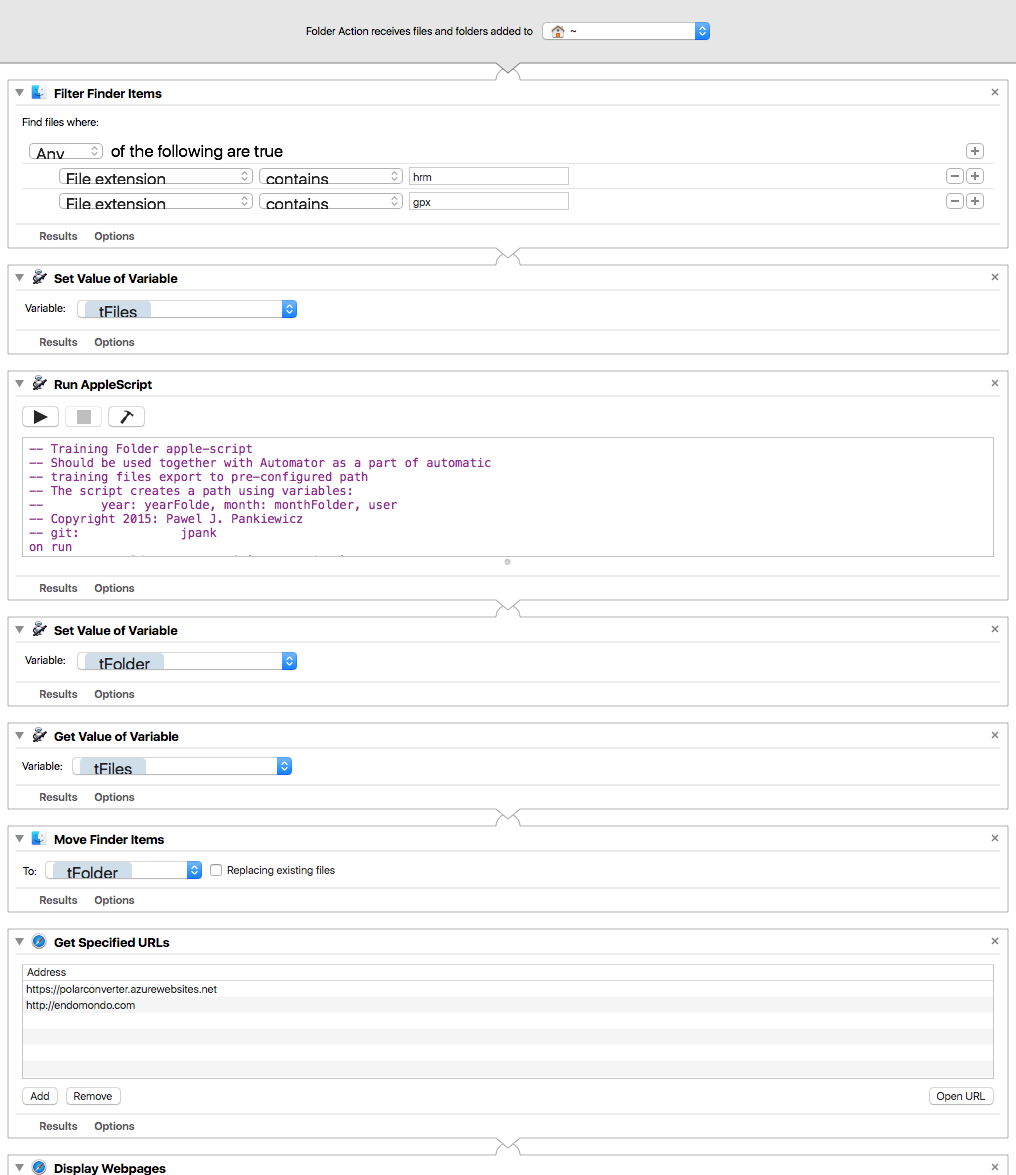 Folder Action receives files and folders added to ~
Filter Finder Items
Find files where:
Any of the following are true
File extension contains hrm
File extension contains gpx
Results Options
Set Value of Variable
Variable: tFiles
Results Options
Run AppleScript
-- Training Folder apple-script
-- Should be used together with Automator as a part of automatic
-- training files export to pre-configured path
-- The script creates a path using variables:
-- year: yearFolde, month: monthFolder, user
-- Copyright 2015: Pawel J. Pankiewicz
-- git: jpank
on run
Results Options
Set Value of Variable
Variable: tFolder
Results Options
Get Value of Variable
Variable: tFiles
Results Options
Move Finder Items
To: tFolder Replacing existing files
Results Options
Get Specified URLs
Address
https://polarconverter.azurewebsites.net
http://endomondo.com
Add Remove Open URL
Results Options
Display Webpages